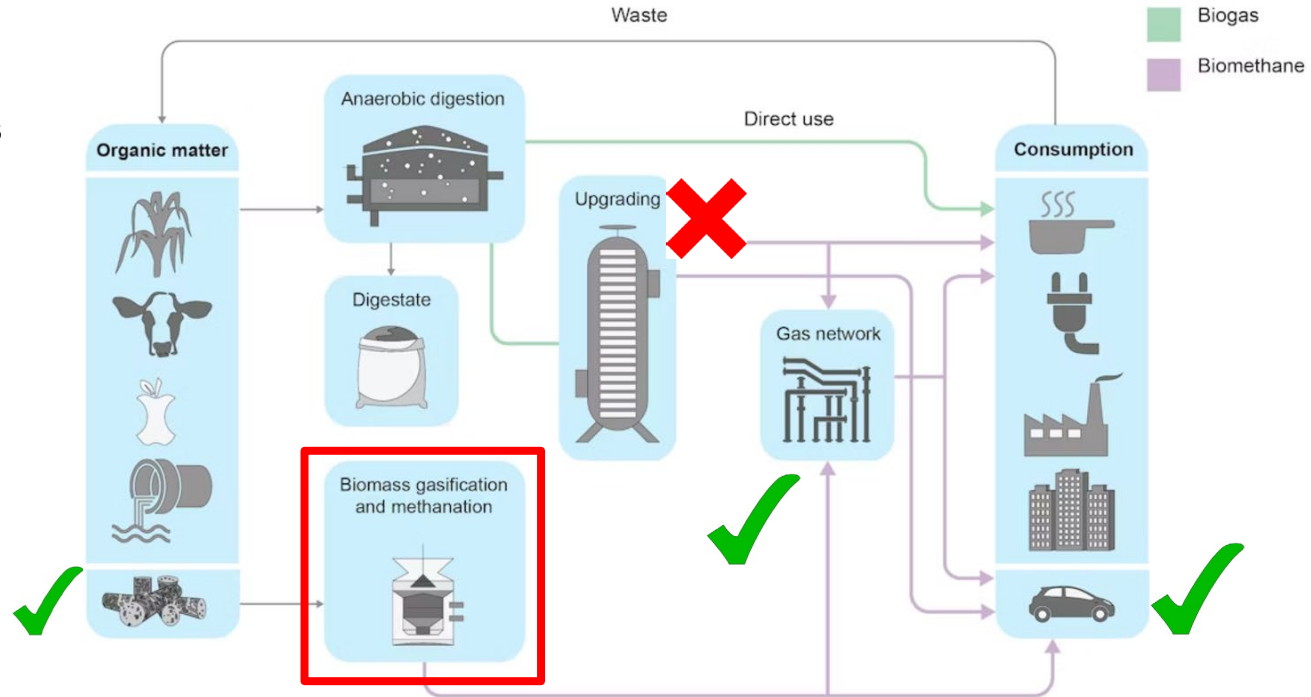 Waste
Biogas
Biomethane
Anaerobic digestion
Direct use
Organic matter
Consumption
Upgrading
Digestate
Gas network
Biomass gasification
and methanation